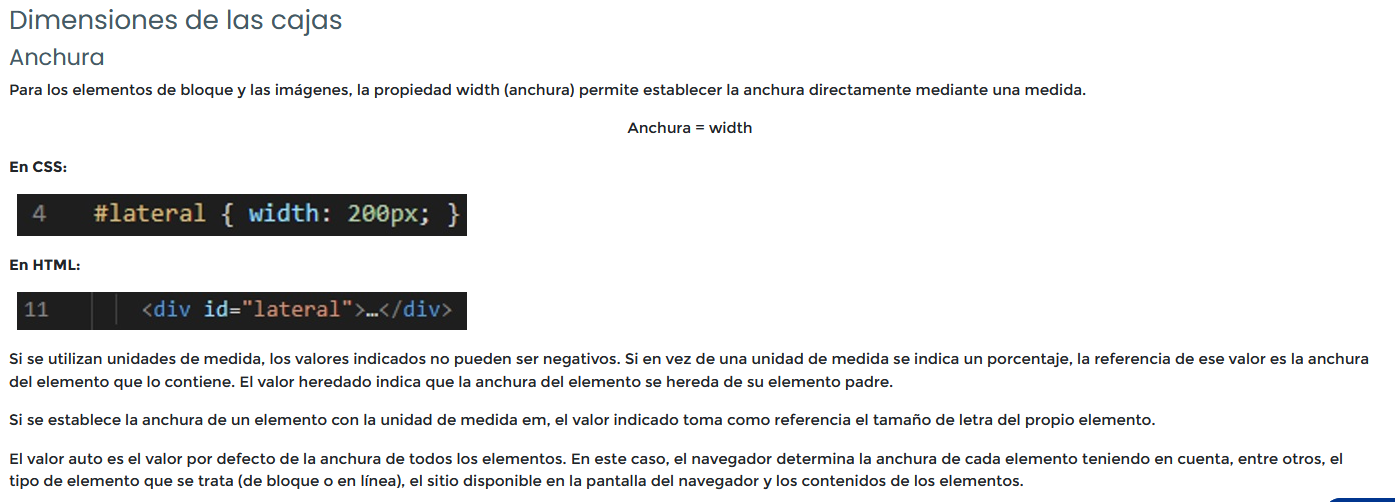 Dimensiones de las cajas
Anchura
Para los elementos de bloque y las imágenes, la propiedad width (anchura) permite establecer la anchura directamente mediante una medida.
Anchura = width
En CSS:
4 #lateral { width: 200px; }
En HTML:
11 <div id="lateral">…</div>
Si se utilizan unidades de medida, los valores indicados no pueden ser negativos. Si en vez de una unidad de medida se indica un porcentaje, la referencia de ese valor es la anchura
del elemento que lo contiene. El valor heredado indica que la anchura del elemento se hereda de su elemento padre.
Si se establece la anchura de un elemento con la unidad de medida em, el valor indicado toma como referencia el tamaño de letra del propio elemento.
El valor auto es el valor por defecto de la anchura de todos los elementos. En este caso, el navegador determina la anchura de cada elemento teniendo en cuenta, entre otros, el
tipo de elemento que se trata (de bloque o en línea), el sitio disponible en la pantalla del navegador y los contenidos de los elementos.